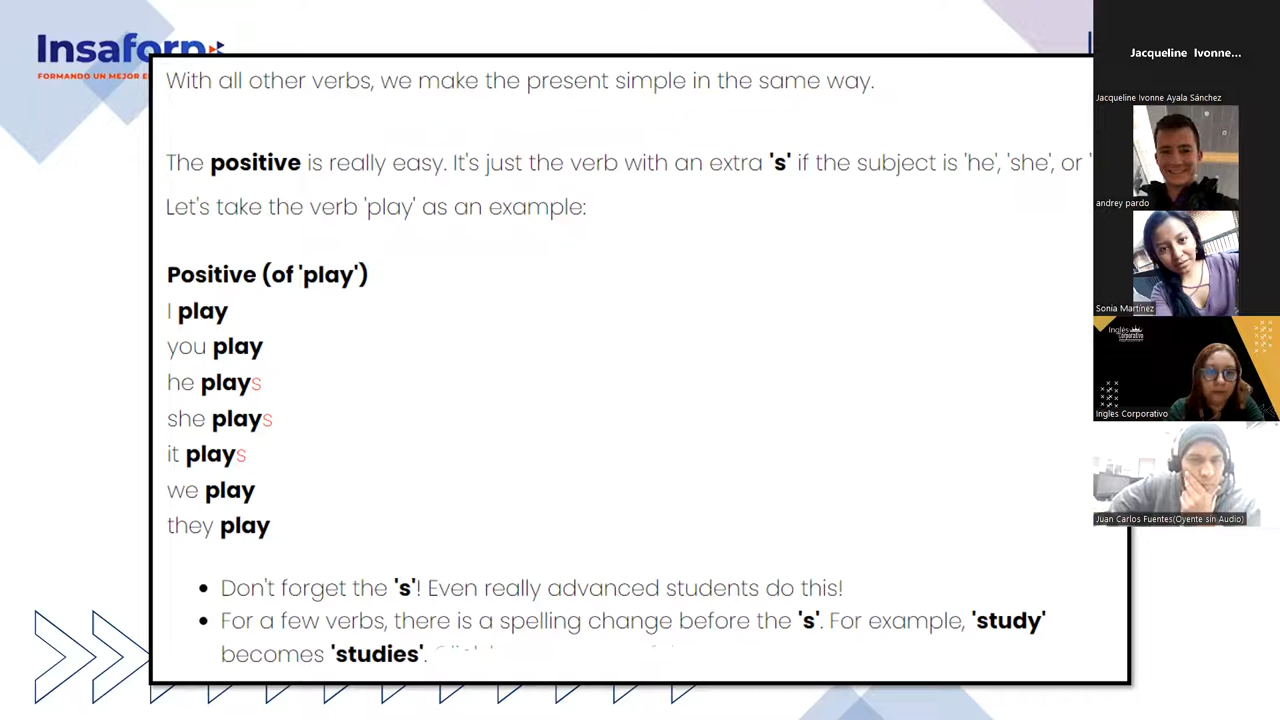 Insaforp
FORMANDO UN MEJOR E
With all other verbs, we make the present simple in the same way.
The positive is really easy. It's just the verb with an extra 's' if the subject is 'he', 'she', or '
Let's take the verb 'play' as an example:
Positive (of 'play')
I play
you play
he plays
she plays
it plays
we play
they play
Don't forget the 's'! Even really advanced students do this!
For a few verbs, there is a spelling change before the 's'. For example, 'study'
becomes 'studies'.
Jacqueline Ivonne...
Jacqueline Ivonne Ayala Sánchez
andrey pardo
Sonia Martínez
Inglés
Corporativo
Ingles Corporativo
Juan Carlos Fuentes(Oyente sin Audio)